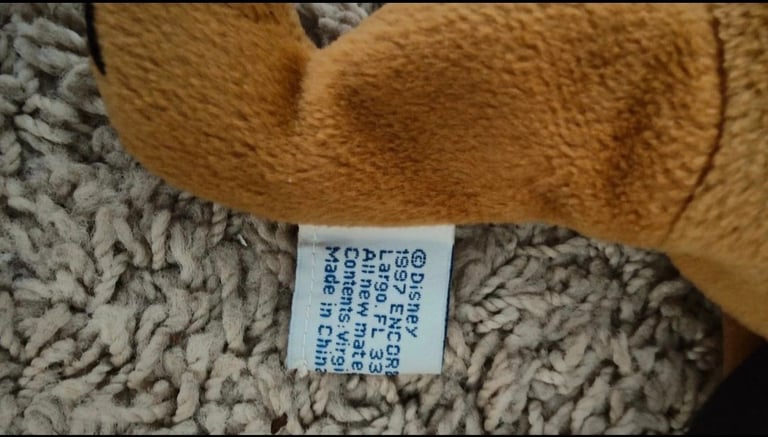 ©Disney
1997 ENCOR
Largo. FL 33
All new mate
Contents: Virgi
Made in China